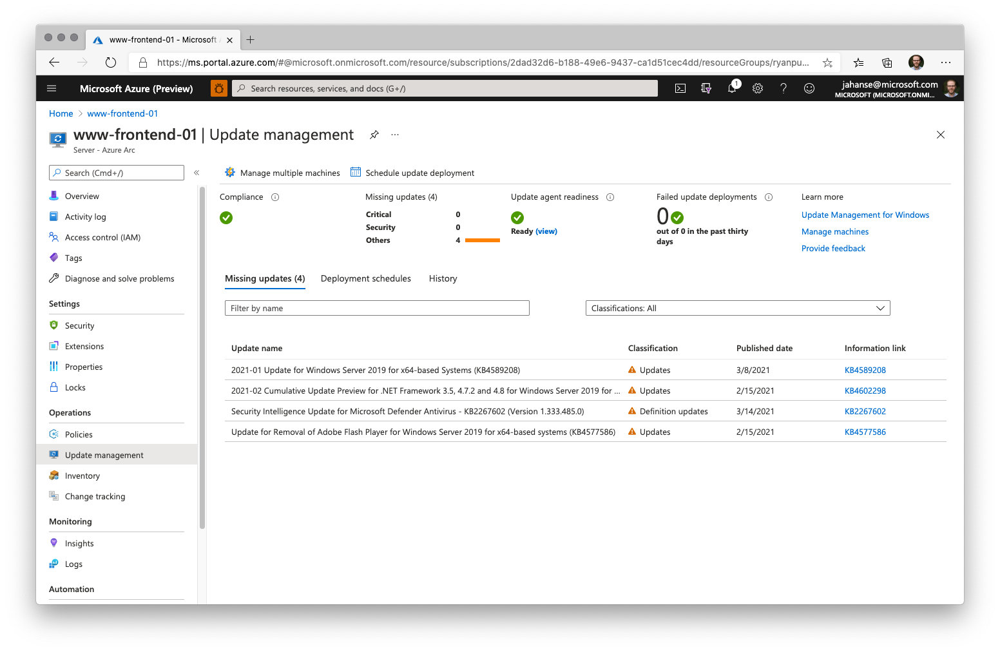 www-frontend-01 - Microsoft
https://ms.portal.azure.com/#@microsoft.onmicrosoft.com/resource/subscriptions/2dad32d6-b188-49e6-9437-ca1d51cec4dd/resourceGroups/ryanpu...
Microsoft Azure (Preview)
Search resources, services, and docs (G+/)
1
jahanse@microsoft.com
MICROSOFT (MICROSOFT.ONMI...
Home > www-frontend-01
www-frontend-01 | Update management
Server - Azure Arc
Search (Cmd+/)
Overview
Activity log
Access control (IAM)
Tags
Diagnose and solve problems
Settings
Security
Extensions
Properties
Locks
Operations
Policies
Update management
Inventory
Change tracking
Monitoring
Insights
Logs
Automation
Manage multiple machines
Schedule update deployment
Compliance
Missing updates (4)
Critical 0
Security 0
Others 4
Update agent readiness
Ready (view)
Failed update deployments
0
out of 0 in the past thirty
days
Learn more
Update Management for Windows
Manage machines
Provide feedback
Missing updates (4) Deployment schedules History
Filter by name
Classifications: All
Update name Classification Published date Information link
2021-01 Update for Windows Server 2019 for x64-based Systems (KB4589208) Updates 3/8/2021 KB4589208
2021-02 Cumulative Update Preview for .NET Framework 3.5, 4.7.2 and 4.8 for Windows Server 2019 for ... Updates 2/15/2021 KB4602298
Security Intelligence Update for Microsoft Defender Antivirus - KB2267602 (Version 1.333.485.0) Definition updates 3/14/2021 KB2267602
Update for Removal of Adobe Flash Player for Windows Server 2019 for x64-based systems (KB4577586) Updates 2/15/2021 KB4577586